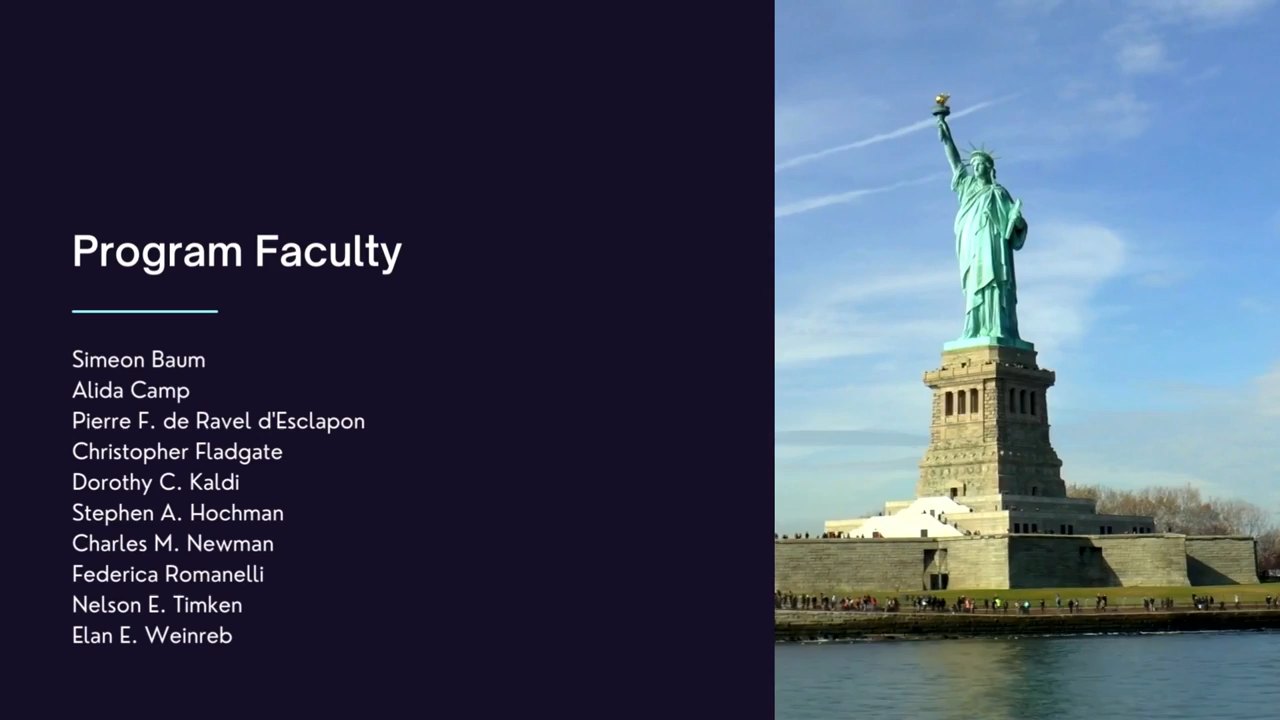 Program Faculty
Simeon Baum
Alida Camp
Pierre F. de Ravel d'Esclapon
Christopher Fladgate
Dorothy C. Kaldi
Stephen A. Hochman
Charles M. Newman
Federica Romanelli
Nelson E. Timken
Elan E. Weinreb